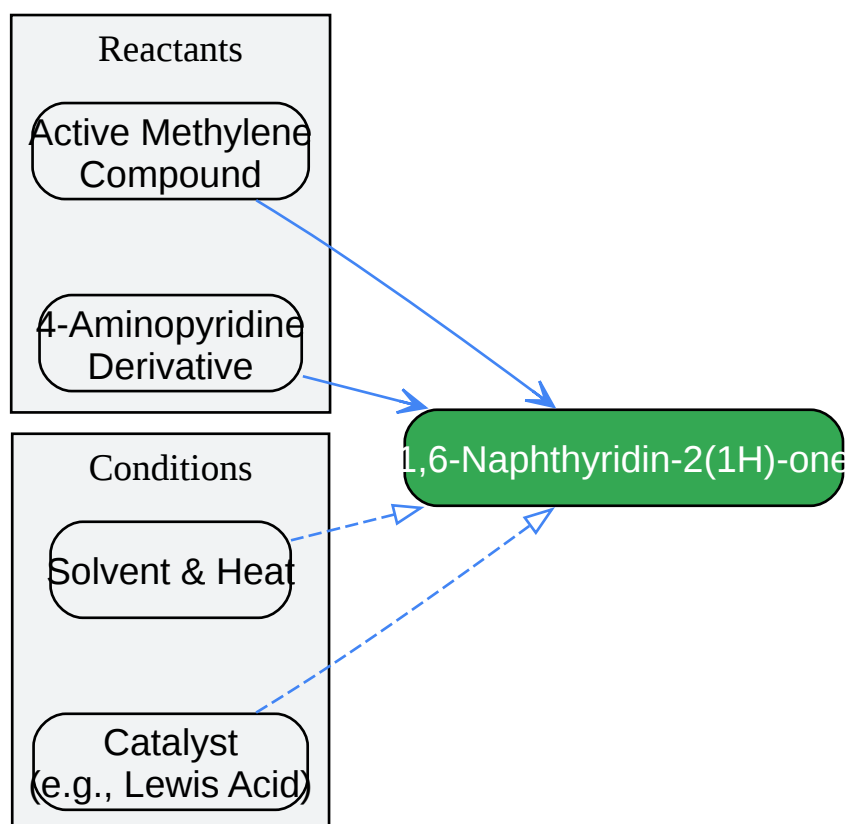 Reactants
Active Methylene
Compound
4-Aminopyridine
Derivative
1,6-Naphthyridin-2(1H)-one
Conditions
Solvent & Heat
Catalyst
(e.g., Lewis Acid)